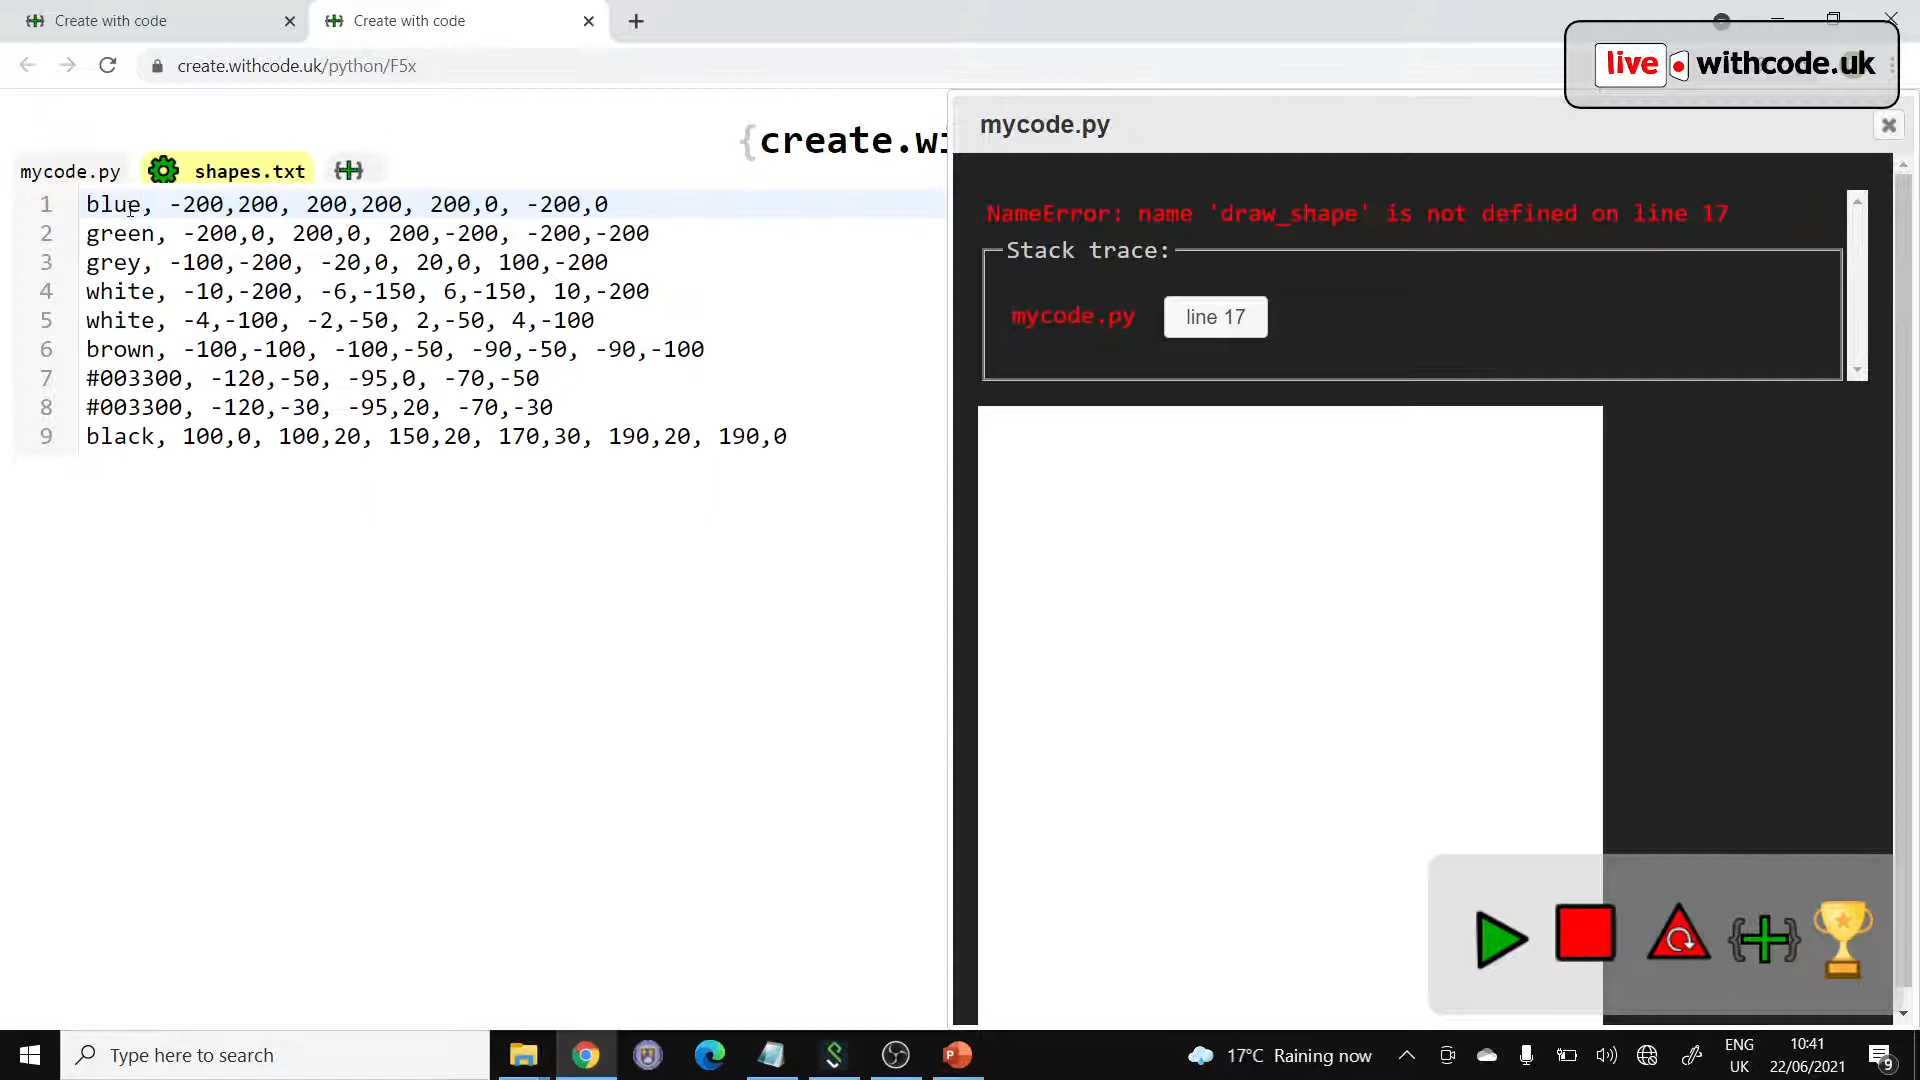 Create with code
Create with code
create.withcode.uk/python/F5x
live withcode.uk
{create.wi
mycode.py
shapes.txt
{+}
1 blue, -200,200, 200,200, 200,0, -200,0
2 green, -200,0, 200,0, 200,-200, -200,-200
3 grey, -100,-200, -20,0, 20,0, 100,-200
4 white, -10,-200, -6,-150, 6,-150, 10,-200
5 white, -4,-100, -2,-50, 2,-50, 4,-100
6 brown, -100,-100, -100,-50, -90,-50, -90,-100
7 #003300, -120,-50, -95,0, -70,-50
8 #003300, -120,-30, -95,20, -70,-30
9 black, 100,0, 100,20, 150,20, 170,30, 190,20, 190,0
mycode.py
NameError: name 'draw_shape' is not defined on line 17
Stack trace:
mycode.py line 17
{+}
Type here to search
17°C Raining now
ENG
UK
10:41
22/06/2021
9